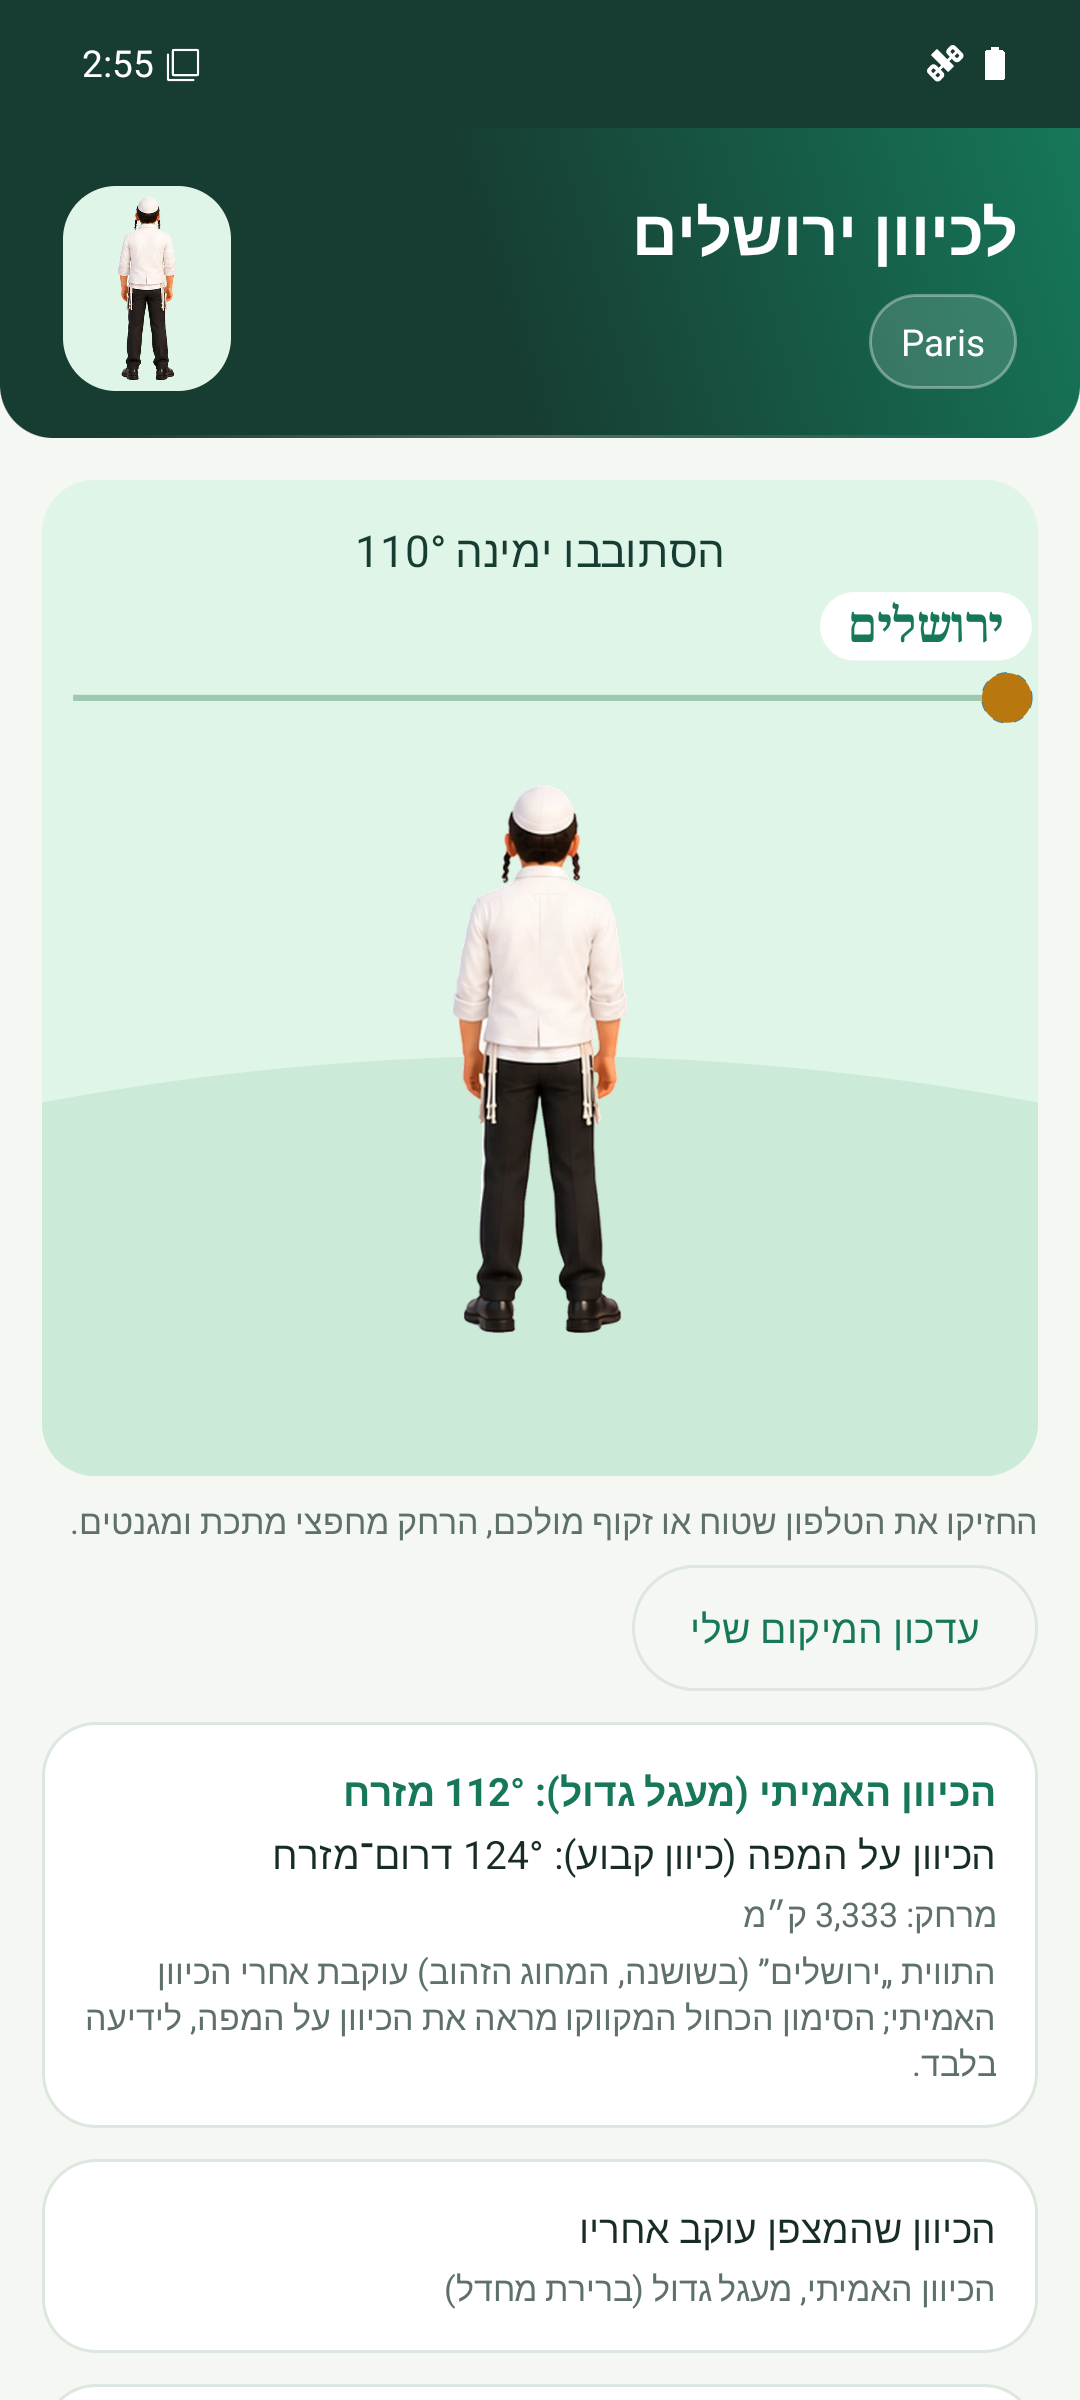 2:55
לכיוון ירושלים
Paris
הסתובבו ימינה 110°
ירושלים
החזיקו את הטלפון שטוח או זקוף מולכם, הרחק מחפצי מתכת ומגנטים.
עדכון המיקום שלי
הכיוון האמיתי (מעגל גדול): 112° מזרח
הכיוון על המפה (כיוון קבוע): 124° דרום־מזרח
מרחק: 3,333 ק״מ
התווית „ירושלים” (בשושנה, המחוג הזהוב) עוקבת אחרי הכיוון
האמיתי; הסימון הכחול המקווקו מראה את הכיוון על המפה, לידיעה
בלבד.
הכיוון שהמצפן עוקב אחריו
הכיוון האמיתי, מעגל גדול (ברירת מחדל)